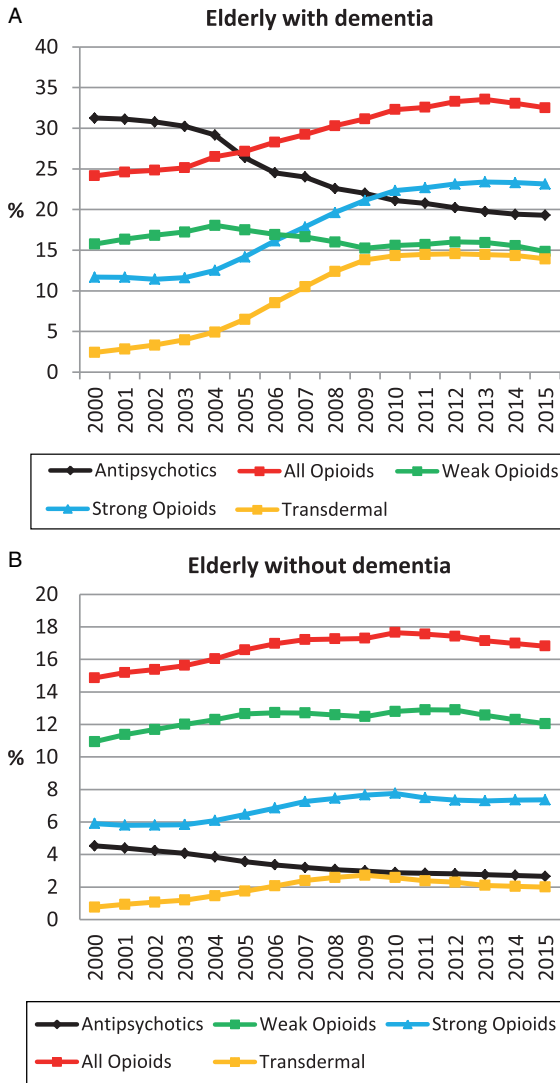 A
Elderly with dementia
40
35
30
25
%
20
15
10
5
0
2000 2001 2002 2003 2004 2005 2006 2007 2008 2009 2010 2011 2012 2013 2014 2015
Antipsychotics All Opioids Weak Opioids
Strong Opioids Transdermal
B
Elderly without dementia
20
18
16
14
12
%
10
8
6
4
2
0
2000 2001 2002 2003 2004 2005 2006 2007 2008 2009 2010 2011 2012 2013 2014 2015
Antipsychotics Weak Opioids Strong Opioids
All Opioids Transdermal